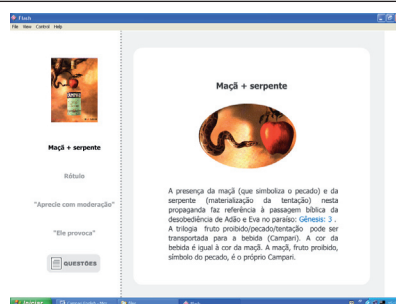 Flash
File View Control Help
Maçã + serpente
Rótulo
"Aprecie com moderação"
"Ele provoca"
QUESTÕES
Maçã + serpente
A presença da maçã (que simboliza o pecado) e da
serpente (materialização da tentação) nesta
propaganda faz referência à passagem bíblica da
desobediência de Adão e Eva no paraíso: Gênesis: 3 .
A trilogia fruto proibido/pecado/tentação pode ser
transportada para a bebida (Campari). A cor da
bebida é igual à cor da maçã. A maçã, fruto proibido,
símbolo do pecado, é o próprio Campari.
Iniciar